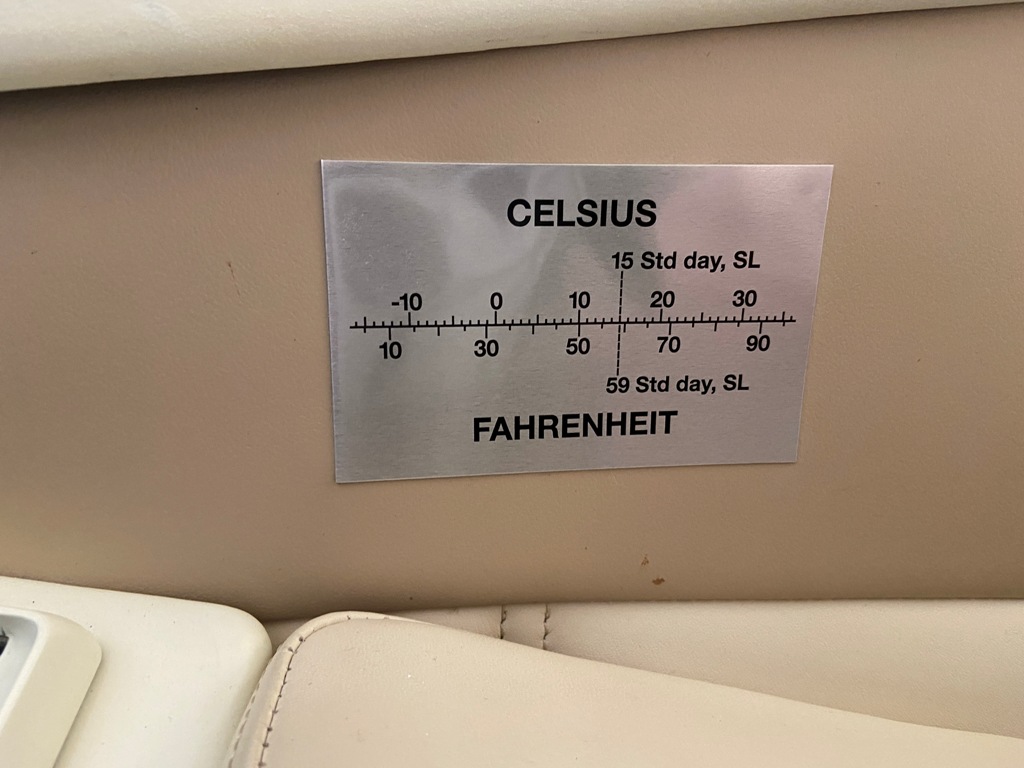 CELSIUS
15 Std day, SL
-10 0 10 20 30
10 30 50 70 90
59 Std day, SL
FAHRENHEIT